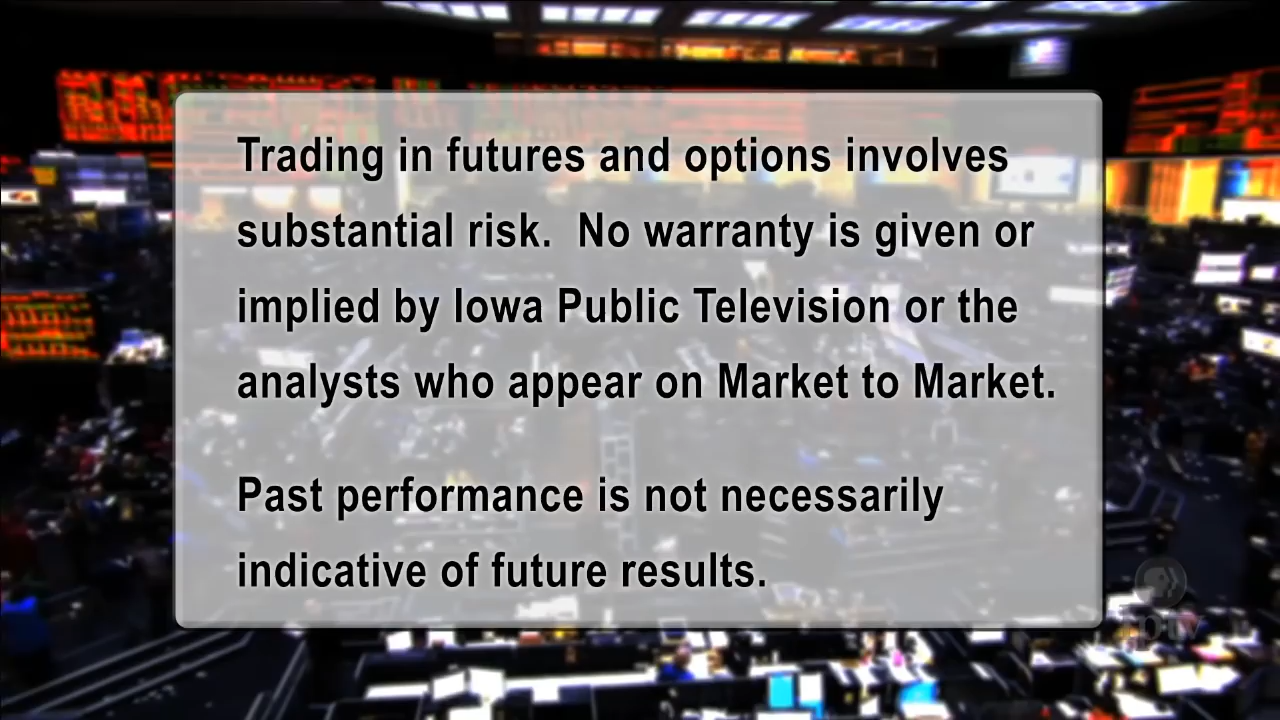 Trading in futures and options involves
substantial risk.  No warranty is given or
implied by Iowa Public Television or the
analysts who appear on Market to Market.
Past performance is not necessarily
indicative of future results.
iptv